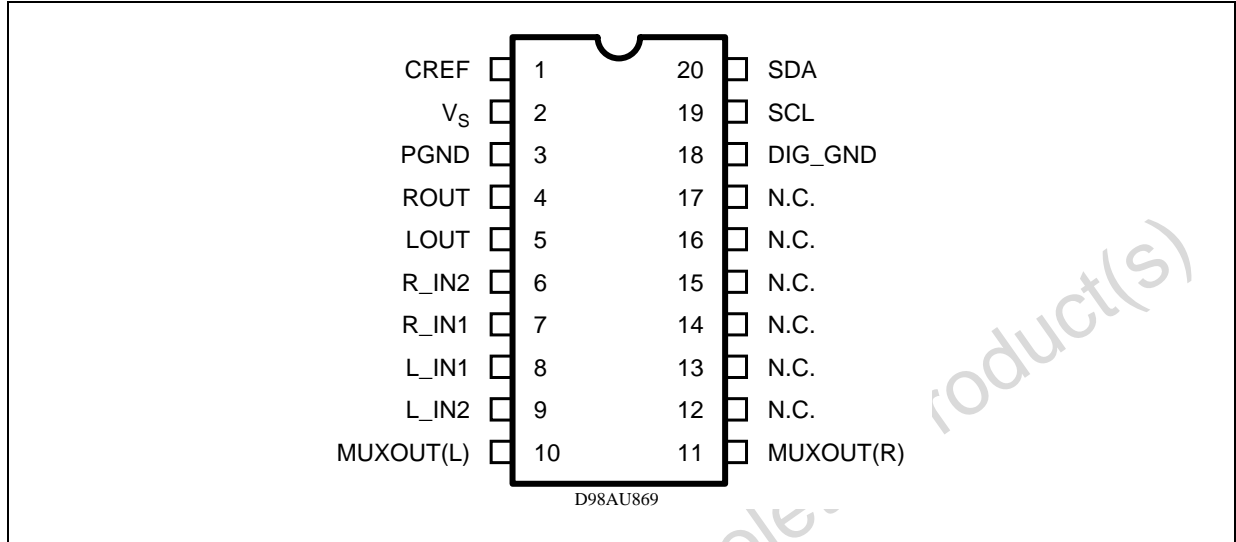 CREF 1 20 SDA
VS 2 19 SCL
PGND 3 18 DIG_GND
ROUT 4 17 N.C.
LOUT 5 16 N.C.
R_IN2 6 15 N.C.
R_IN1 7 14 N.C.
L_IN1 8 13 N.C.
L_IN2 9 12 N.C.
MUXOUT(L) 10 11 MUXOUT(R)
D98AU869